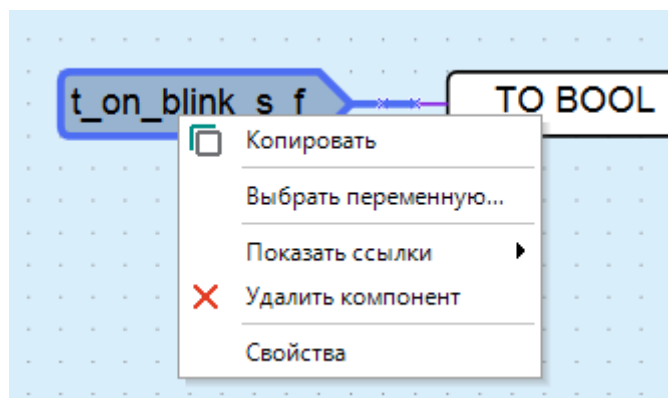 t_on_blink_s_f
TO BOOL
Копировать
Выбрать переменную...
Показать ссылки
Удалить компонент
Свойства